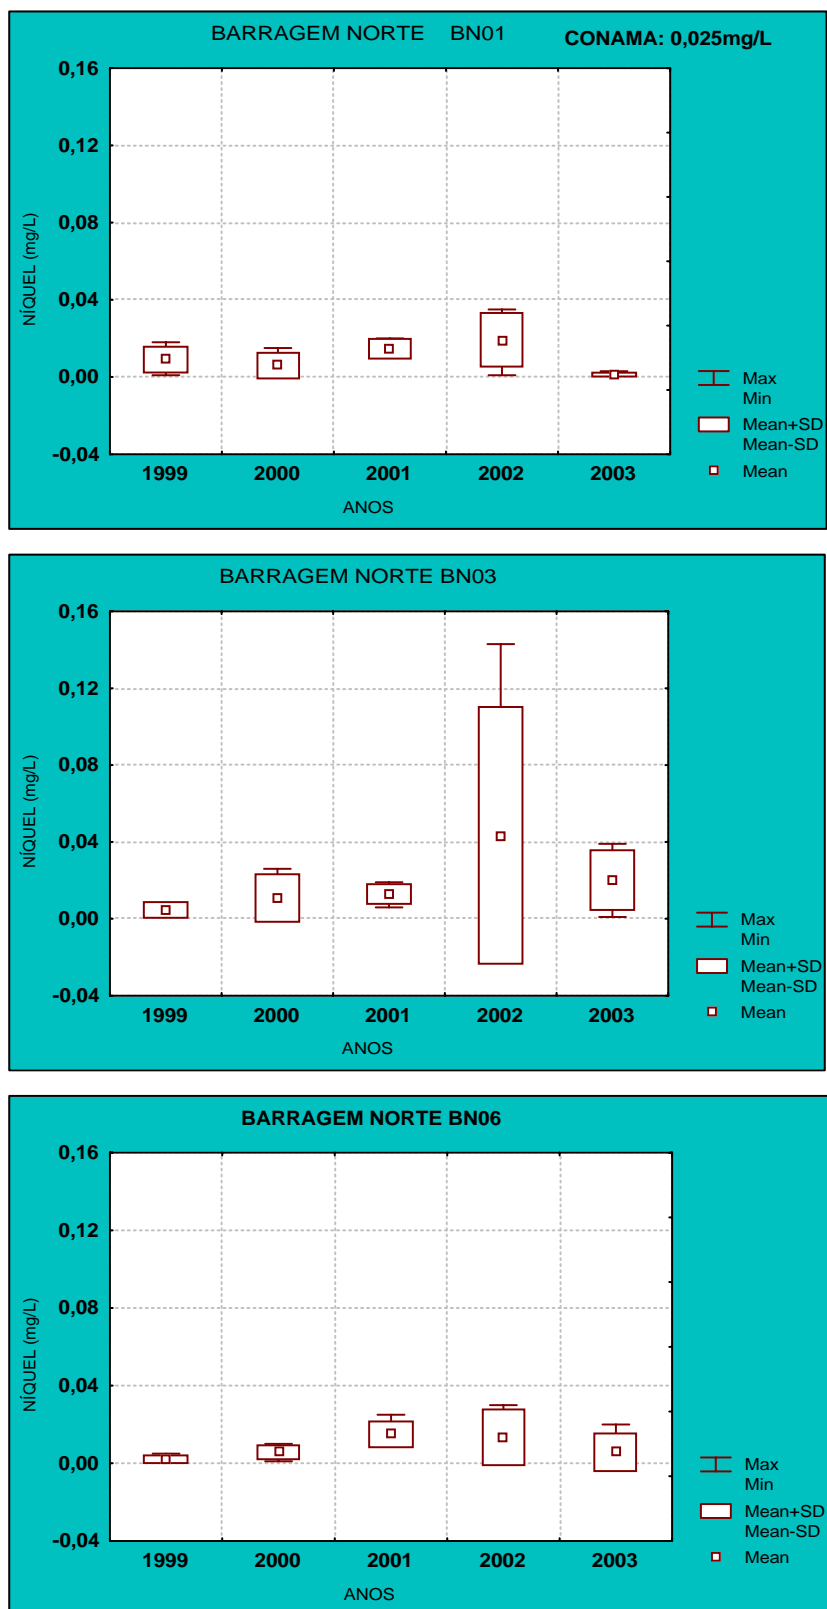 BARRAGEM NORTE BN01
CONAMA: 0,025mg/L
NÍQUEL (mg/L)
0,16
0,12
0,08
0,04
0,00
-0,04
1999 2000 2001 2002 2003
ANOS
Max
Min
Mean+SD
Mean-SD
Mean
BARRAGEM NORTE BN03
NÍQUEL (mg/L)
0,16
0,12
0,08
0,04
0,00
-0,04
1999 2000 2001 2002 2003
ANOS
Max
Min
Mean+SD
Mean-SD
Mean
BARRAGEM NORTE BN06
NÍQUEL (mg/L)
0,16
0,12
0,08
0,04
0,00
-0,04
1999 2000 2001 2002 2003
ANOS
Max
Min
Mean+SD
Mean-SD
Mean